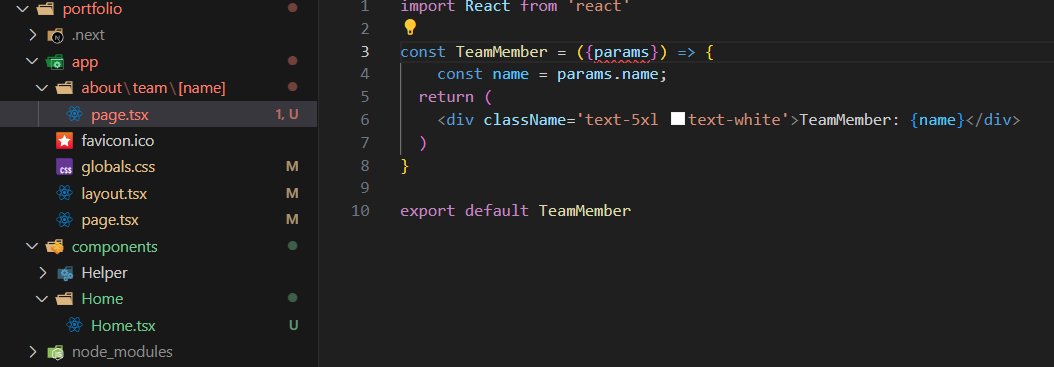 portfolio
.next
app
about\team\[name]
page.tsx 1, U
favicon.ico
globals.css M
layout.tsx M
page.tsx M
components
Helper
Home
Home.tsx U
node_modules
1 import React from 'react'
2
3 const TeamMember = ({params}) => {
4 const name = params.name;
5 return (
6 <div className='text-5xl text-white'>TeamMember: {name}</div>
7 )
8 }
9
10 export default TeamMember